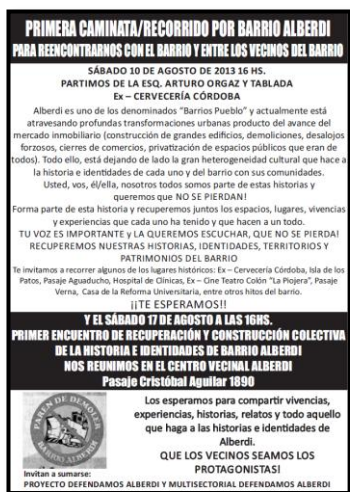 PRIMERA CAMINATA/RECORRIDO POR BARRIO ALBERDI
PARA REENCONTRARNOS CON EL BARRIO Y ENTRE LOS VECINOS DEL BARRIO
SÁBADO 10 DE AGOSTO DE 2013 16 HS.
PARTIMOS DE LA ESQ. ARTURO ORGAZ Y TABLADA
Ex – CERVECERÍA CÓRDOBA
Alberdi es uno de los denominados "Barrios Pueblo" y actualmente está
atravesando profundas transformaciones urbanas producto del avance del
mercado inmobiliario (construcción de grandes edificios, demoliciones, desalojos
forzosos, cierres de comercios, privatización de espacios públicos que eran de
todos). Todo ello, está dejando de lado la gran heterogeneidad cultural que hace a
la historia e identidades de cada uno y del barrio con sus comunidades.
Usted, vos, él/ella, nosotros todos somos parte de estas historias y
queremos que NO SE PIERDAN!
Forma parte de esta historia y recuperemos juntos los espacios, lugares, vivencias
y experiencias que cada uno ha tenido y que hacen a un todo.
TU VOZ ES IMPORTANTE y LA QUEREMOS ESCUCHAR, QUE NO SE PIERDA!
RECUPEREMOS NUESTRAS HISTORIAS, IDENTIDADES, TERRITORIOS Y
PATRIMONIOS DEL BARRIO
Te invitamos a recorrer algunos de los lugares históricos: Ex – Cervecería Córdoba, Isla de los
Patos, Pasaje Aguaducho, Hospital de Clínicas, Ex – Cine Teatro Colón "La Piojera", Pasaje
Verna, Casa de la Reforma Universitaria, entre otros hitos del barrio.
¡¡TE ESPERAMOS!!
Y EL SÁBADO 17 DE AGOSTO A LAS 16HS.
PRIMER ENCUENTRO DE RECUPERACIÓN Y CONSTRUCCIÓN COLECTIVA
DE LA HISTORIA E IDENTIDADES DE BARRIO ALBERDI
NOS REUNIMOS EN EL CENTRO VECINAL ALBERDI
Pasaje Cristóbal Aguilar 1890
PAREN DE DEMOLER
BARRIO ALBERDI
Los esperamos para compartir vivencias,
experiencias, historias, relatos y todo aquello
que haga a las historias e identidades de
Alberdi.
QUE LOS VECINOS SEAMOS LOS
PROTAGONISTAS!
Invitan a sumarse:
PROYECTO DEFENDAMOS ALBERDI Y MULTISECTORIAL DEFENDAMOS ALBERDI